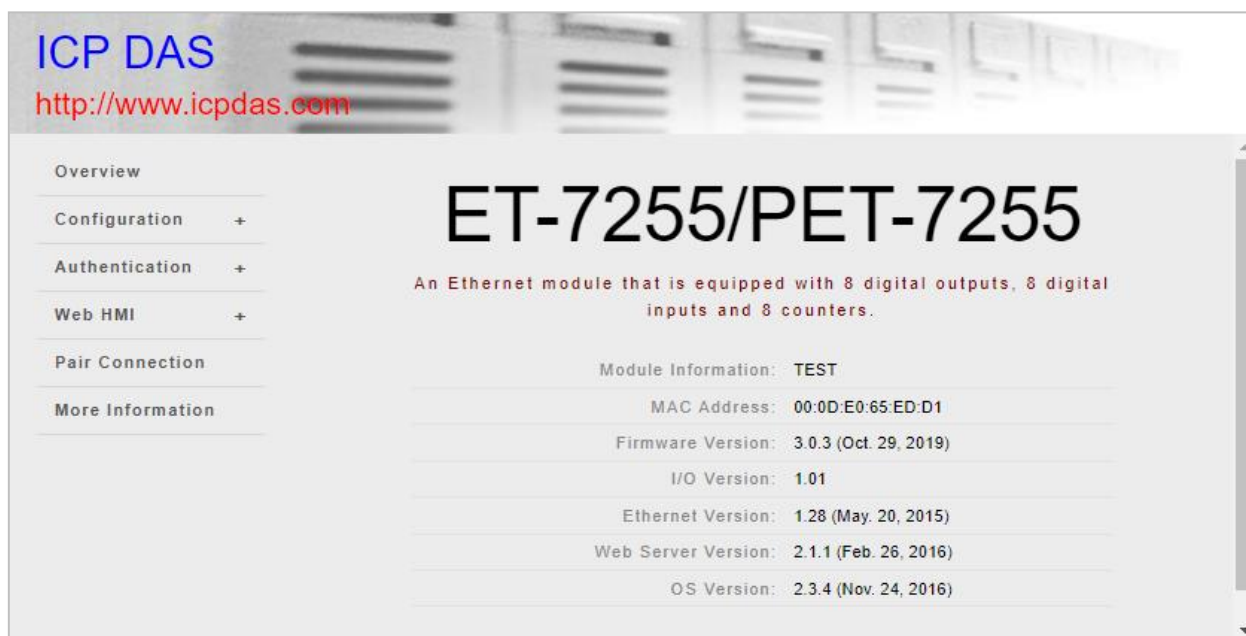 ICP DAS
http://www.icpdas.com
Overview
Configuration +
Authentication +
Web HMI +
Pair Connection
More Information
ET-7255/PET-7255
An Ethernet module that is equipped with 8 digital outputs, 8 digital
inputs and 8 counters.
Module Information: TEST
MAC Address: 00:0D:E0:65:ED:D1
Firmware Version: 3.0.3 (Oct. 29, 2019)
I/O Version: 1.01
Ethernet Version: 1.28 (May. 20, 2015)
Web Server Version: 2.1.1 (Feb. 26, 2016)
OS Version: 2.3.4 (Nov. 24, 2016)